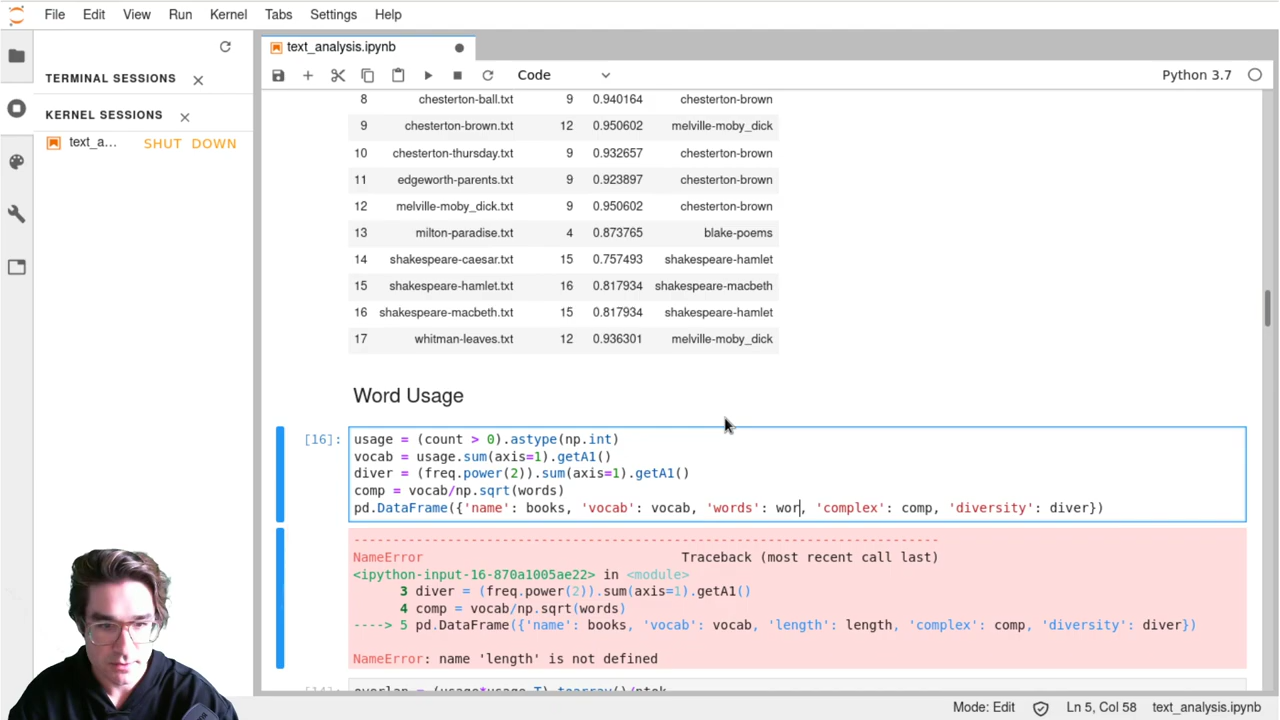 File Edit View Run Kernel Tabs Settings Help
TERMINAL SESSIONS
KERNEL SESSIONS
text_a... SHUT DOWN
text_analysis.ipynb
Code Python 3.7
8 chesterton-ball.txt 9 0.940164 chesterton-brown
9 chesterton-brown.txt 12 0.950602 melville-moby_dick
10 chesterton-thursday.txt 9 0.932657 chesterton-brown
11 edgeworth-parents.txt 9 0.923897 chesterton-brown
12 melville-moby_dick.txt 9 0.950602 chesterton-brown
13 milton-paradise.txt 4 0.873765 blake-poems
14 shakespeare-caesar.txt 15 0.757493 shakespeare-hamlet
15 shakespeare-hamlet.txt 16 0.817934 shakespeare-macbeth
16 shakespeare-macbeth.txt 15 0.817934 shakespeare-hamlet
17 whitman-leaves.txt 12 0.936301 melville-moby_dick
Word Usage
[16]: usage = (count > 0).astype(np.int)
vocab = usage.sum(axis=1).getA1()
diver = (freq.power(2)).sum(axis=1).getA1()
comp = vocab/np.sqrt(words)
pd.DataFrame({'name': books, 'vocab': vocab, 'words': wor, 'complex': comp, 'diversity': diver})
---------------------------------------------------------------------------
NameError Traceback (most recent call last)
<ipython-input-16-870a1005ae22> in <module>
3 diver = (freq.power(2)).sum(axis=1).getA1()
4 comp = vocab/np.sqrt(words)
----> 5 pd.DataFrame({'name': books, 'vocab': vocab, 'length': length, 'complex': comp, 'diversity': diver})
NameError: name 'length' is not defined
[14]: overlap = (usage*usage.T).toarray()/ntok
Mode: Edit Ln 5, Col 58 text_analysis.ipynb